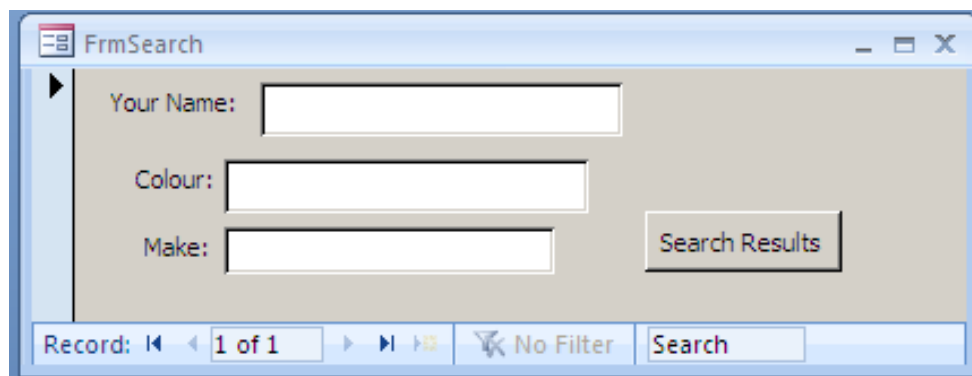 FrmSearch
Your Name:
Colour:
Make:
Search Results
Record: 1 of 1 No Filter Search